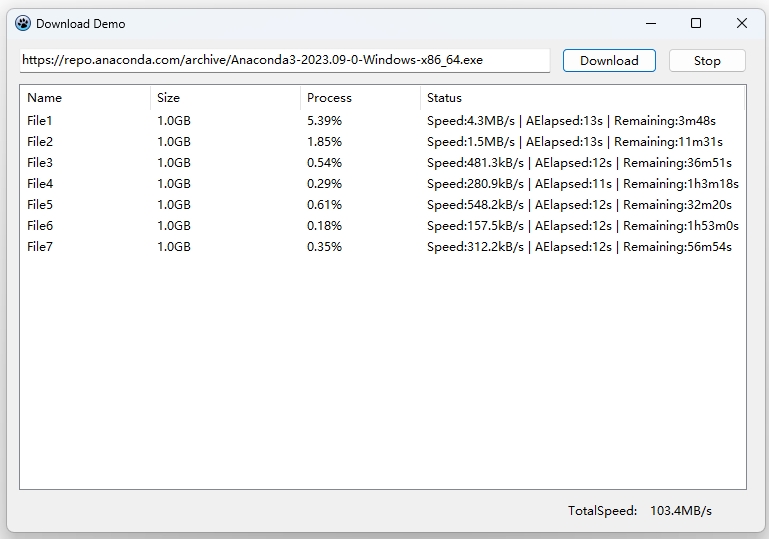 Download Demo
https://repo.anaconda.com/archive/Anaconda3-2023.09-0-Windows-x86_64.exe Download Stop
Name Size Process Status
File1 1.0GB 5.39% Speed:4.3MB/s | AElapsed:13s | Remaining:3m48s
File2 1.0GB 1.85% Speed:1.5MB/s | AElapsed:13s | Remaining:11m31s
File3 1.0GB 0.54% Speed:481.3kB/s | AElapsed:12s | Remaining:36m51s
File4 1.0GB 0.29% Speed:280.9kB/s | AElapsed:11s | Remaining:1h3m18s
File5 1.0GB 0.61% Speed:548.2kB/s | AElapsed:12s | Remaining:32m20s
File6 1.0GB 0.18% Speed:157.5kB/s | AElapsed:12s | Remaining:1h53m0s
File7 1.0GB 0.35% Speed:312.2kB/s | AElapsed:12s | Remaining:56m54s
TotalSpeed: 103.4MB/s